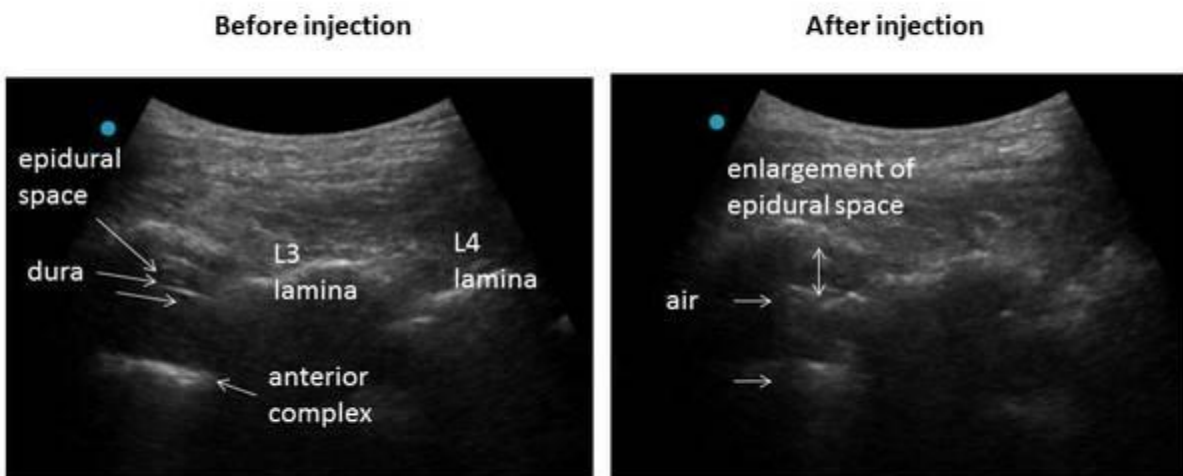 Before injection
After injection
epidural
space
dura
L3
lamina
L4
lamina
anterior
complex
enlargement of
epidural space
air